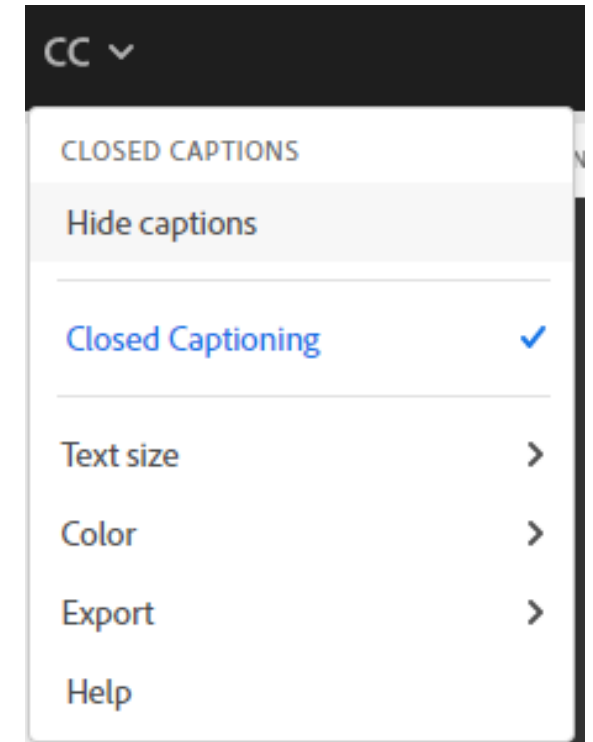 CC
CLOSED CAPTIONS
Hide captions
Closed Captioning
Text size
Color
Export
Help